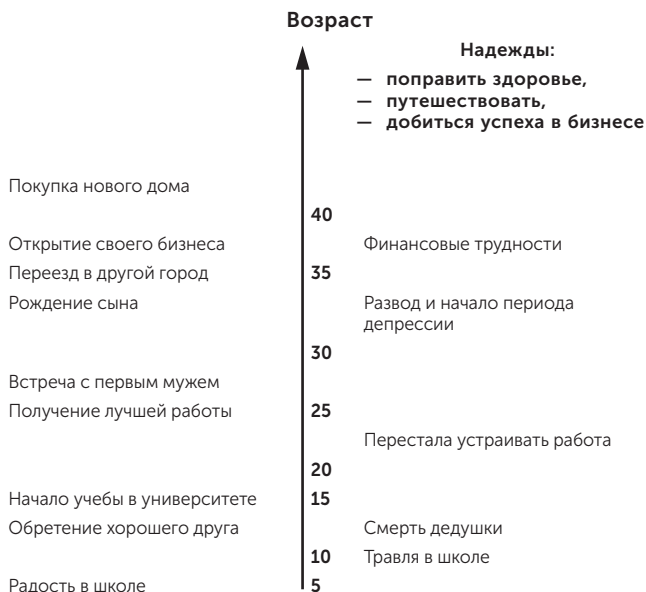 Возраст
Надежды:
— поправить здоровье,
— путешествовать,
— добиться успеха в бизнесе
Покупка нового дома
40
Открытие своего бизнеса
Финансовые трудности
Переезд в другой город
35
Рождение сына
Развод и начало периода
депрессии
30
Встреча с первым мужем
Получение лучшей работы
25
Перестала устраивать работа
20
Начало учебы в университете
15
Обретение хорошего друга
Смерть дедушки
10
Травля в школе
Радость в школе
5